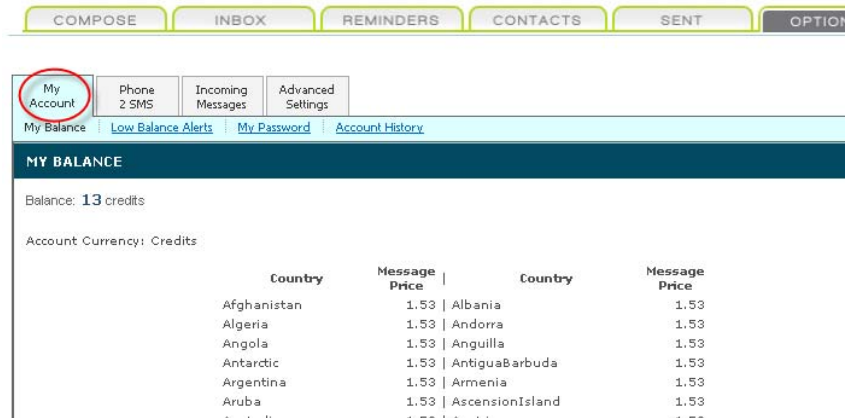 COMPOSE INBOX REMINDERS CONTACTS SENT OPTION
My Account Phone 2 SMS Incoming Messages Advanced Settings
My Balance Low Balance Alerts My Password Account History
MY BALANCE
Balance: 13 credits
Account Currency: Credits
Country Message Price | Country Message Price
Afghanistan 1.53 | Albania 1.53
Algeria 1.53 | Andorra 1.53
Angola 1.53 | Anguilla 1.53
Antarctic 1.53 | AntiguaBarbuda 1.53
Argentina 1.53 | Armenia 1.53
Aruba 1.53 | AscensionIsland 1.53